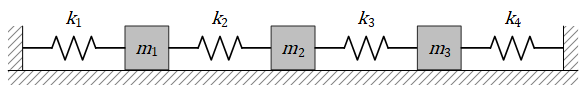 k₁ k₂ k₃ k₄
m₁ m₂ m₃